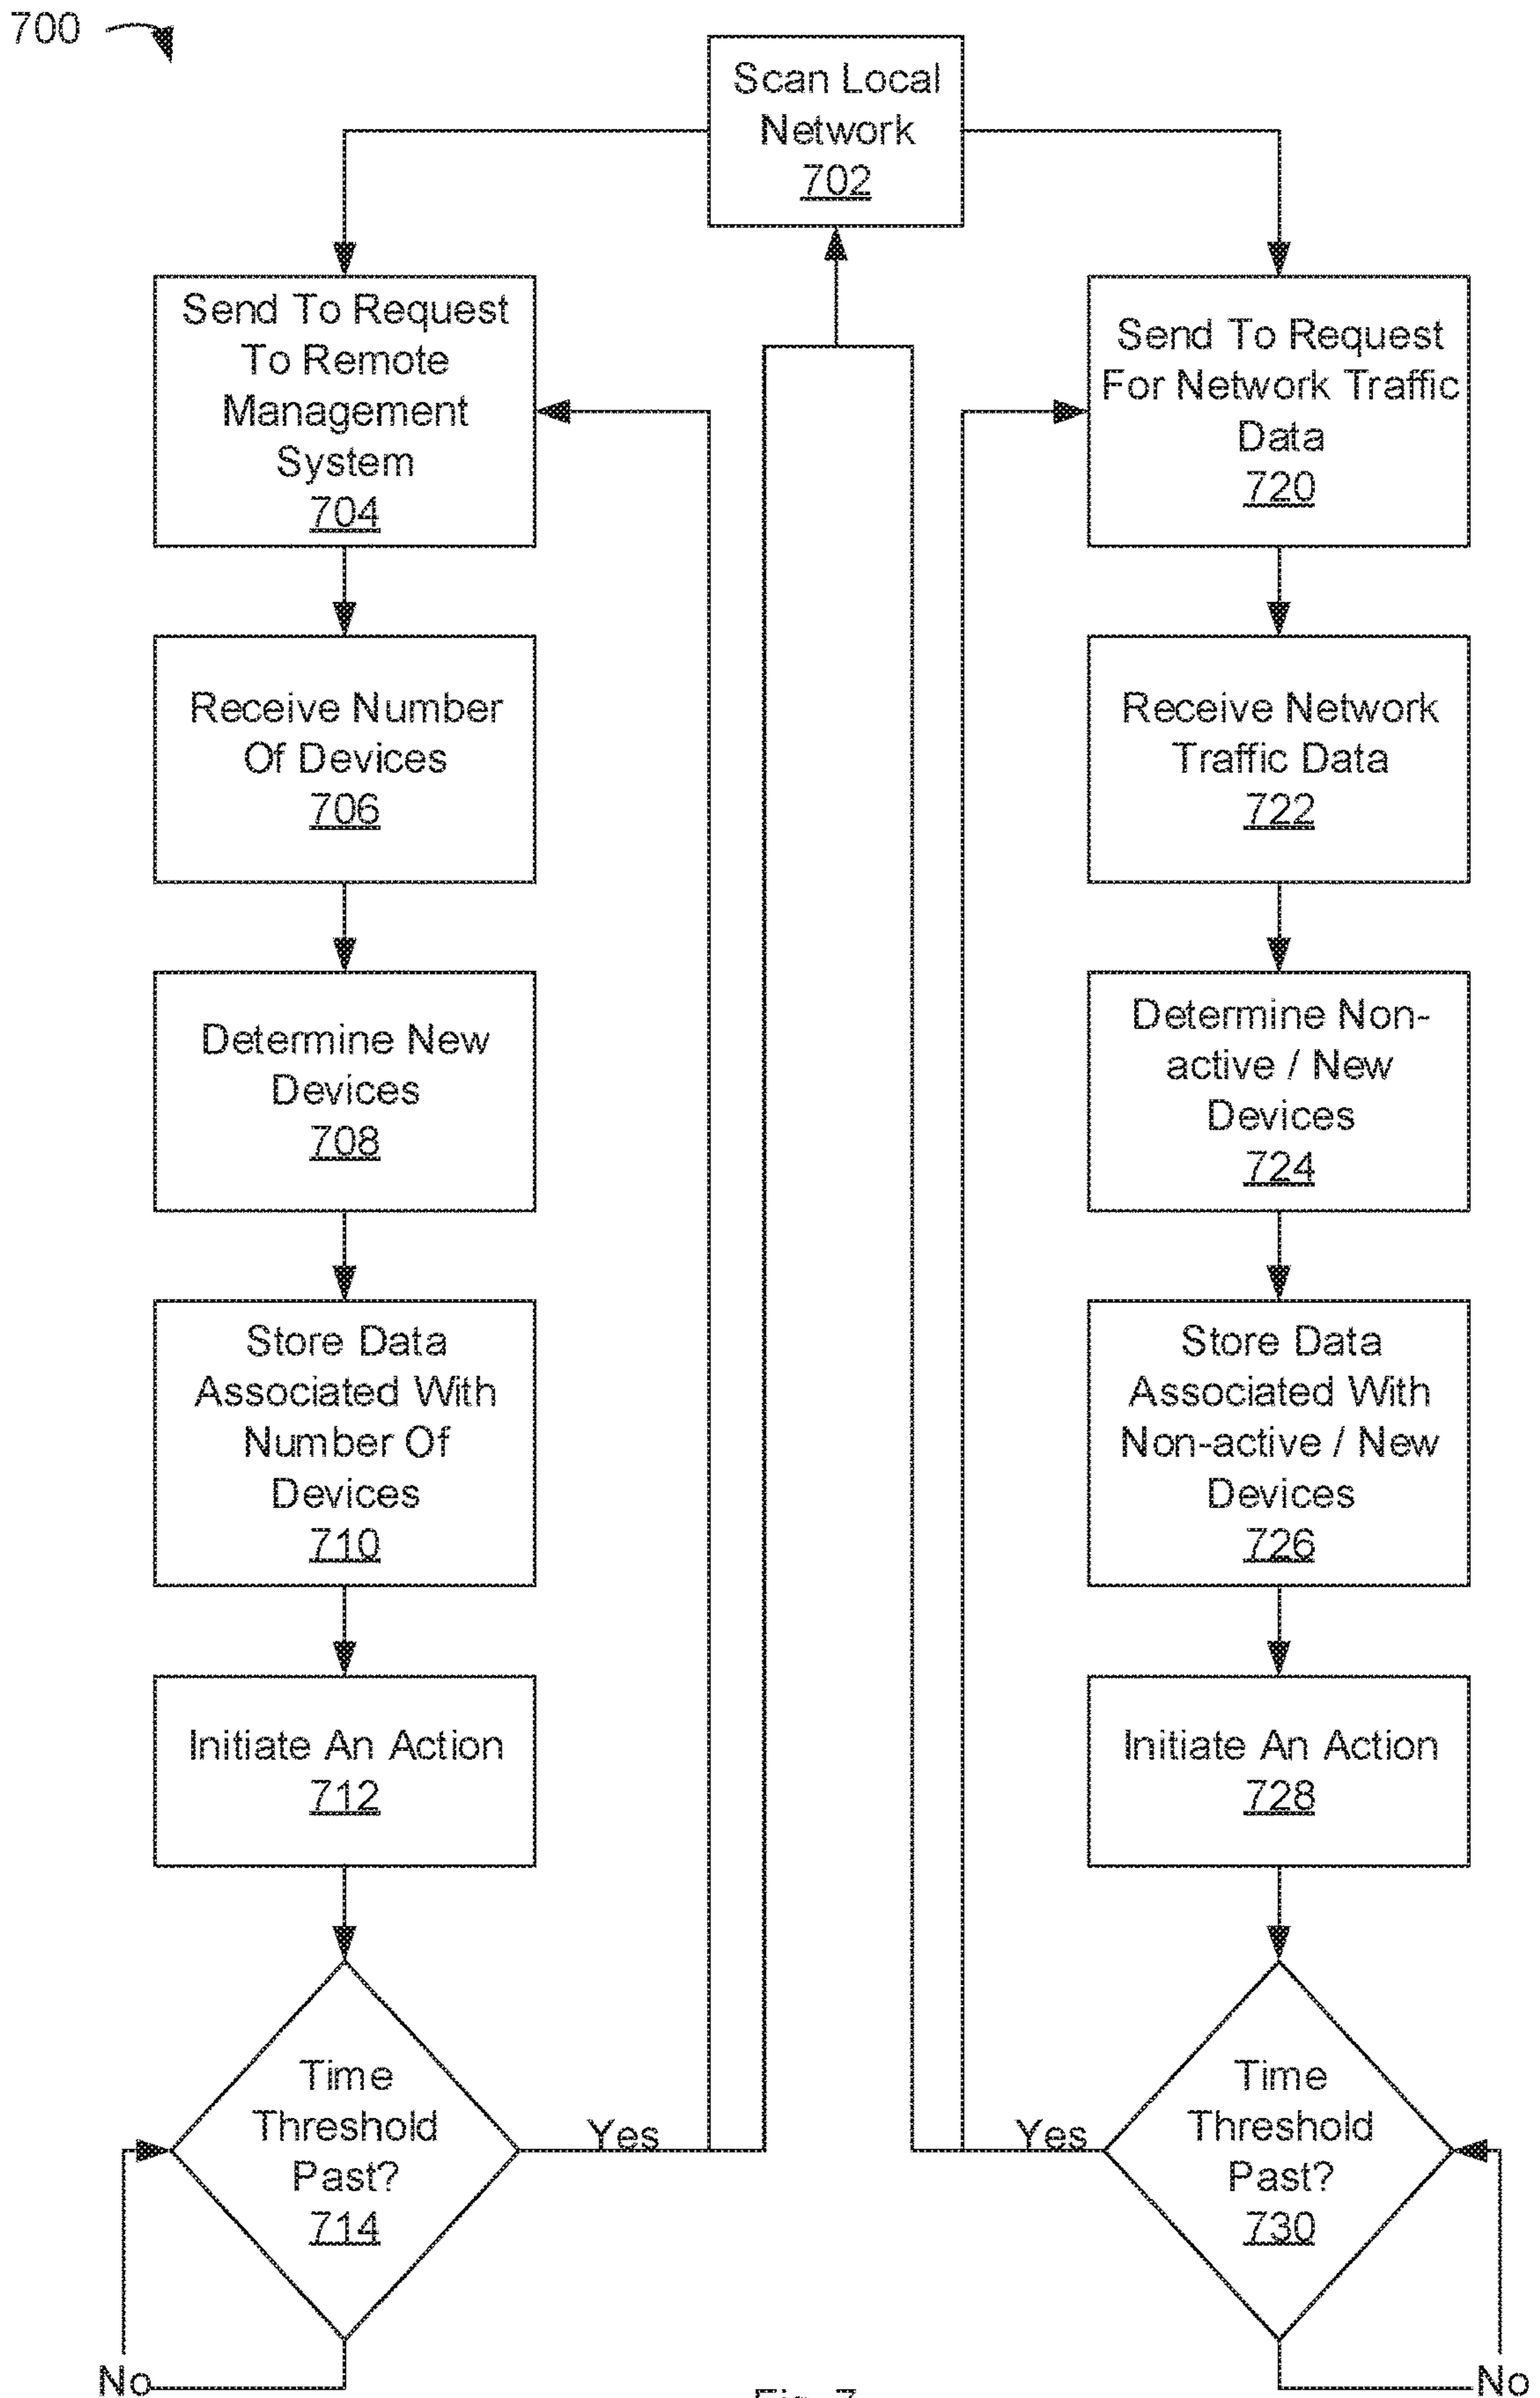 700
Scan Local
Network
702
Send To Request
To Remote
Management
System
704
Receive Number
Of Devices
706
Determine New
Devices
708
Store Data
Associated With
Number Of
Devices
710
Initiate An Action
712
Time
Threshold
Past?
714
Yes
No
Send To Request
For Network Traffic
Data
720
Receive Network
Traffic Data
722
Determine Non-
active / New
Devices
724
Store Data
Associated With
Non-active / New
Devices
726
Initiate An Action
728
Time
Threshold
Past?
730
Yes
No
Fig. 7